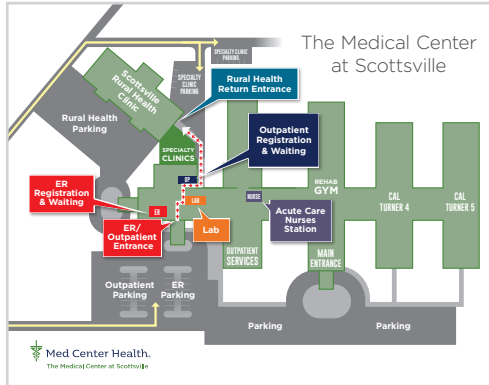 The Medical Center
at Scottsville
SPECIALTY CLINIC
PARKING
SPECIALTY CLINIC
PARKING
Scottsville
Rural Health
Clinic
Rural Health
Return Entrance
Rural Health
Parking
Outpatient
Registration
& Waiting
SPECIALTY
CLINICS
OP
ER
Registration
& Waiting
ER
LAB
NURSE
REHAB
GYM
CAL
TURNER 4
CAL
TURNER 5
ER/
Outpatient
Entrance
Lab
Acute Care
Nurses
Station
OUTPATIENT
SERVICES
MAIN
ENTRANCE
Outpatient
Parking
ER
Parking
Parking
Parking
Med Center Health.
The Medical Center at Scottsville